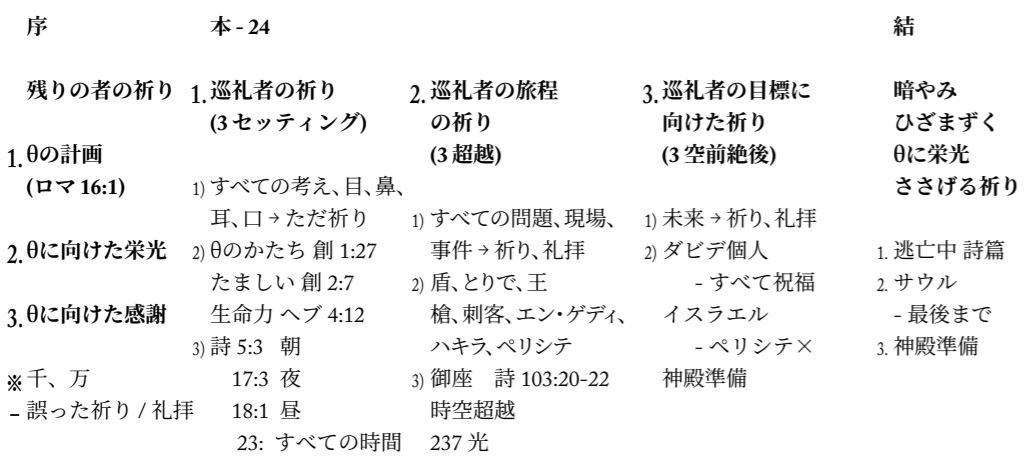 序
残りの者の祈り
1. θの計画
(ロマ 16:1)
2. θに向けた栄光
3. θに向けた感謝
※ 千、万
– 誤った祈り / 礼拝
本 - 24
1. 巡礼者の祈り
(3 セッティング)
1) すべての考え、目、鼻、
耳、口 → ただ祈り
2) θのかたち 創 1:27
たましい 創 2:7
生命力 ヘブ 4:12
3) 詩 5:3 朝
17:3 夜
18:1 昼
23: すべての時間
2. 巡礼者の旅程
の祈り
(3 超越)
1) すべての問題、現場、
事件 → 祈り、礼拝
2) 盾、とりで、王
槍、刺客、エン・ゲディ、
ハキラ、ペリシテ
3) 御座 詩 103:20-22
時空超越
237 光
3. 巡礼者の目標に
向けた祈り
(3 空前絶後)
1) 未来 → 祈り、礼拝
2) ダビデ個人
- すべて祝福
イスラエル
- ペリシテ×
神殿準備
結
暗やみ
ひざまずく
θに栄光
ささげる祈り
1. 逃亡中 詩篇
2. サウル
- 最後まで
3. 神殿準備